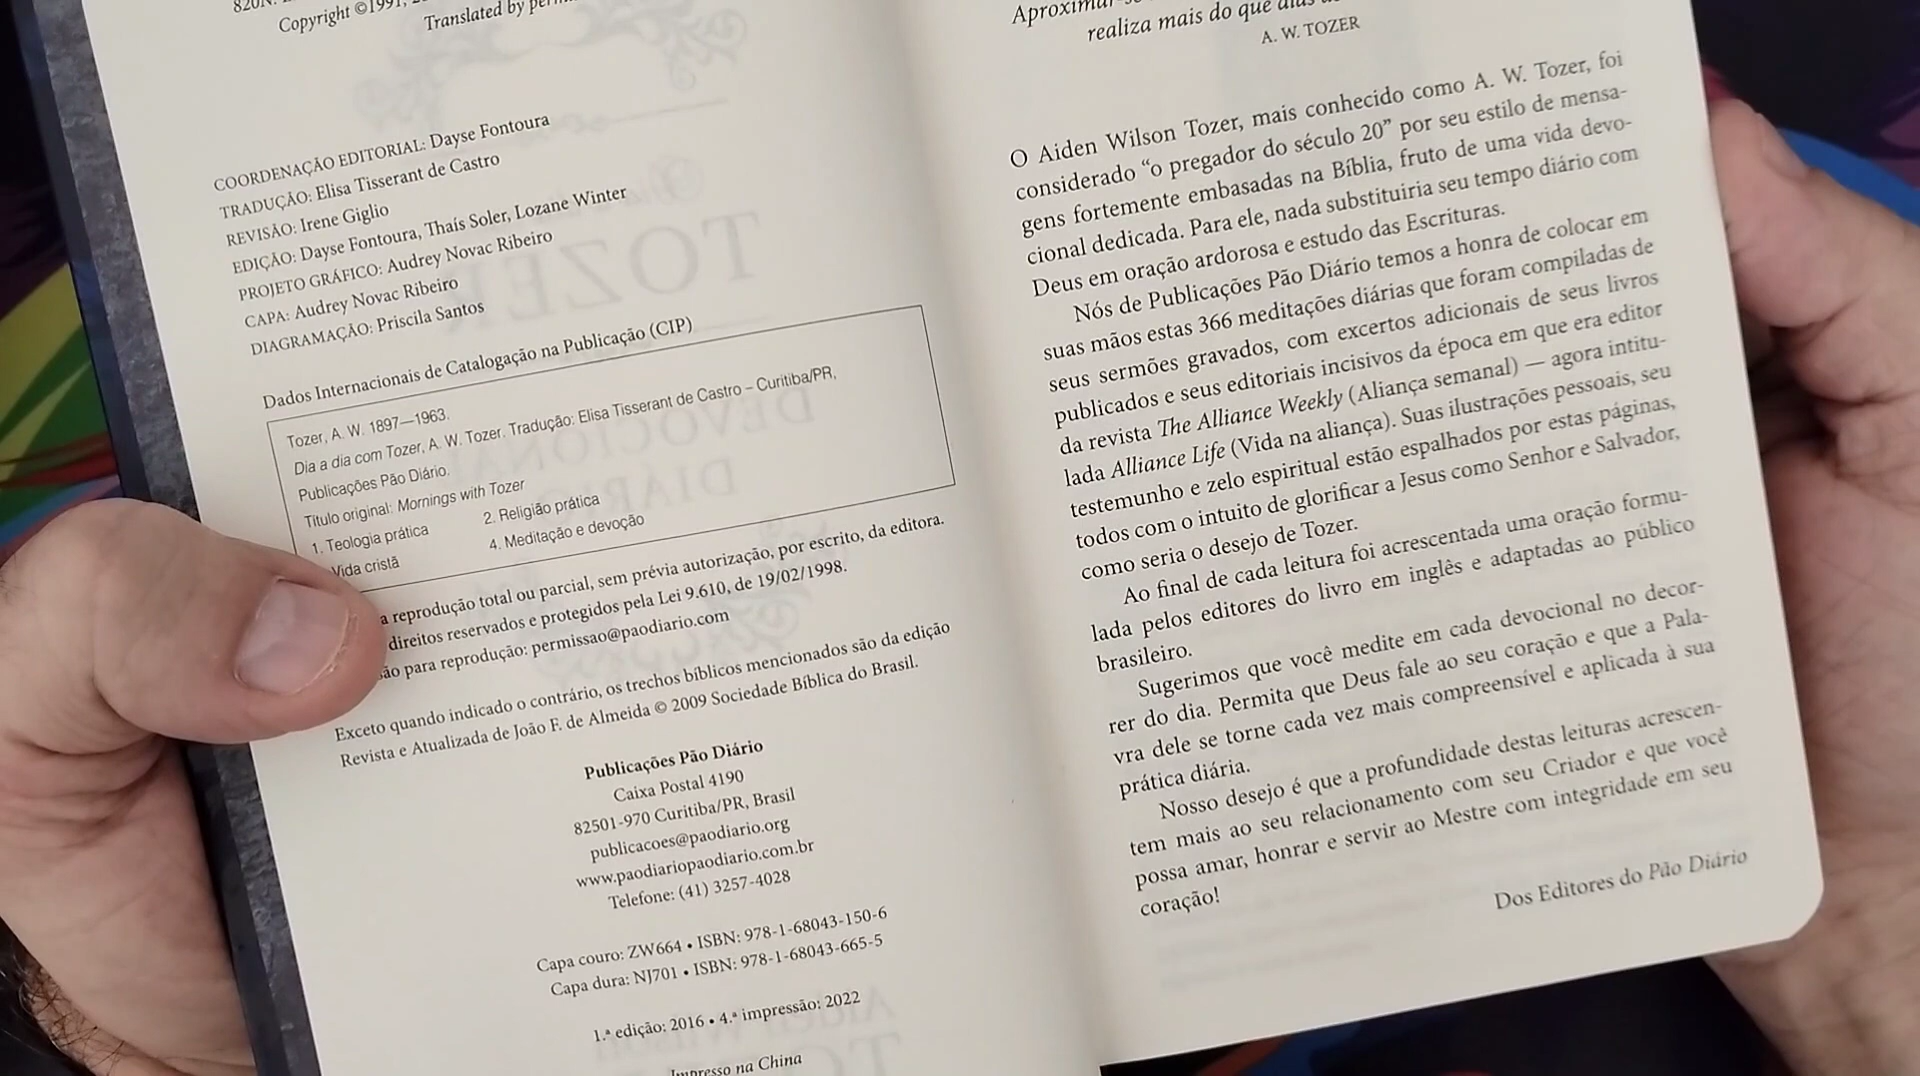 Copyright ©1991,
Translated by
COORDENAÇÃO EDITORIAL: Dayse Fontoura
TRADUÇÃO: Elisa Tisserant de Castro
REVISÃO: Irene Giglio
EDIÇÃO: Dayse Fontoura, Thaís Soler, Lozane Winter
PROJETO GRÁFICO: Audrey Novac Ribeiro
CAPA: Audrey Novac Ribeiro
DIAGRAMAÇÃO: Priscila Santos
Dados Internacionais de Catalogação na Publicação (CIP)
Tozer, A. W. 1897—1963.
Dia a dia com Tozer, A. W. Tozer. Tradução: Elisa Tisserant de Castro – Curitiba/PR,
Publicações Pão Diário.
Título original: Mornings with Tozer
1. Teologia prática 2. Religião prática
Vida cristã 4. Meditação e devoção
a reprodução total ou parcial, sem prévia autorização, por escrito, da editora.
direitos reservados e protegidos pela Lei 9.610, de 19/02/1998.
para reprodução: permissao@paodiario.com
Exceto quando indicado o contrário, os trechos bíblicos mencionados são da edição
Revista e Atualizada de João F. de Almeida © 2009 Sociedade Bíblica do Brasil.
Publicações Pão Diário
Caixa Postal 4190
82501-970 Curitiba/PR, Brasil
publicacoes@paodiario.org
www.paodiariopaodiario.com.br
Telefone: (41) 3257-4028
Capa couro: ZW664 • ISBN: 978-1-68043-150-6
Capa dura: NJ701 • ISBN: 978-1-68043-665-5
1.ª edição: 2016 • 4.ª impressão: 2022
Impresso na China
realiza mais do que
A. W. TOZER
O Aiden Wilson Tozer, mais conhecido como A. W. Tozer, foi
considerado “o pregador do século 20” por seu estilo de mensa-
gens fortemente embasadas na Bíblia, fruto de uma vida devo-
cional dedicada. Para ele, nada substituiria seu tempo diário com
Deus em oração ardorosa e estudo das Escrituras.
Nós de Publicações Pão Diário temos a honra de colocar em
suas mãos estas 366 meditações diárias que foram compiladas de
seus sermões gravados, com excertos adicionais de seus livros
publicados e seus editoriais incisivos da época em que era editor
da revista The Alliance Weekly (Aliança semanal) — agora intitu-
lada Alliance Life (Vida na aliança). Suas ilustrações pessoais, seu
testemunho e zelo espiritual estão espalhados por estas páginas,
todos com o intuito de glorificar a Jesus como Senhor e Salvador,
como seria o desejo de Tozer.
Ao final de cada leitura foi acrescentada uma oração formu-
lada pelos editores do livro em inglês e adaptadas ao público
brasileiro.
Sugerimos que você medite em cada devocional no decor-
rer do dia. Permita que Deus fale ao seu coração e que a Pala-
vra dele se torne cada vez mais compreensível e aplicada à sua
prática diária.
Nosso desejo é que a profundidade destas leituras acrescen-
tem mais ao seu relacionamento com seu Criador e que você
possa amar, honrar e servir ao Mestre com integridade em seu
coração!
Dos Editores do Pão Diário